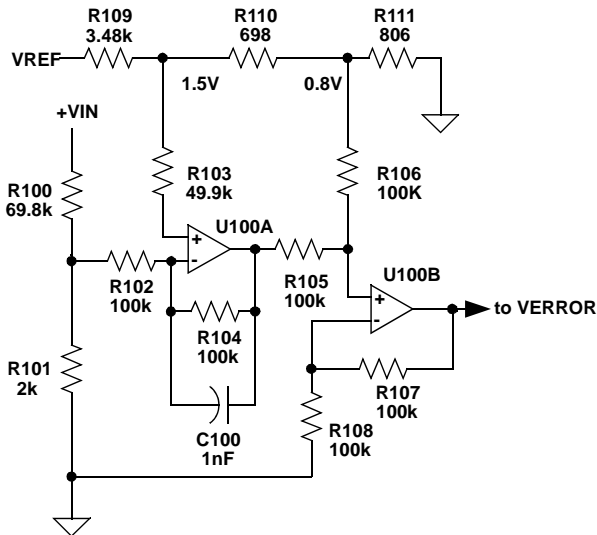 R109
3.48k
R110
698
R111
806
VREF
1.5V
0.8V
+VIN
R103
49.9k
R106
100K
R100
69.8k
U100A
+
-
R102
100k
R105
100k
U100B
+
-
to VERROR
R104
100k
R101
2k
R107
100k
C100
1nF
R108
100k